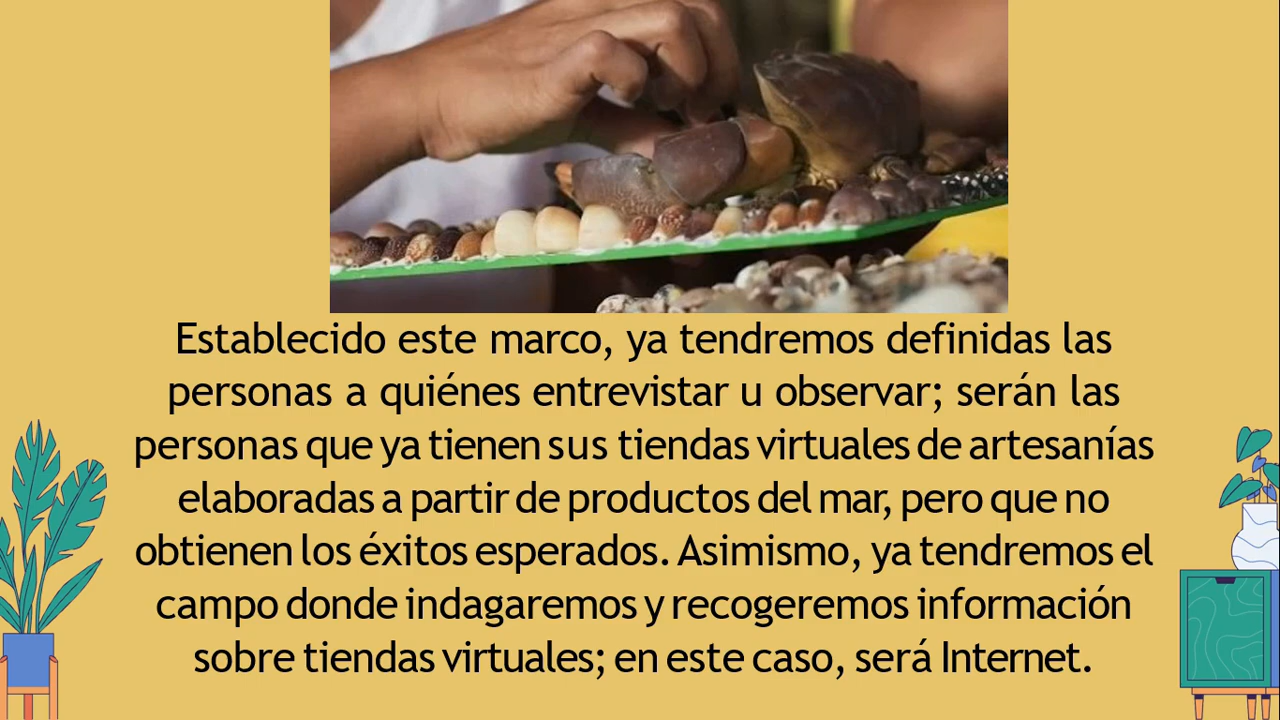 Establecido este marco, ya tendremos definidas las
personas a quiénes entrevistar u observar; serán las
personas que ya tienen sus tiendas virtuales de artesanías
elaboradas a partir de productos del mar, pero que no
obtienen los éxitos esperados. Asimismo, ya tendremos el
campo donde indagaremos y recogeremos información
sobre tiendas virtuales; en este caso, será Internet.